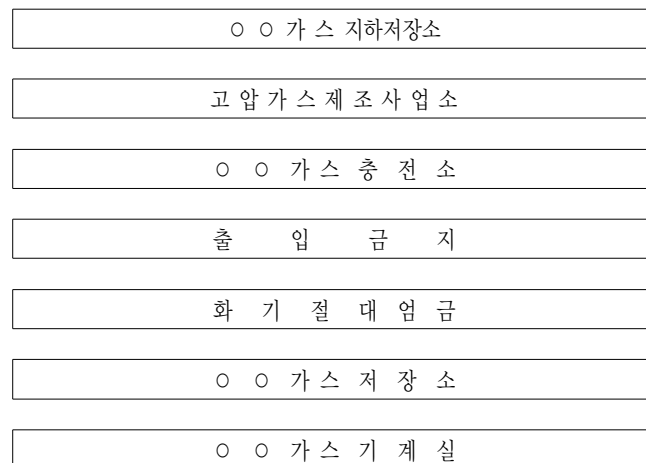 ○ ○ 가 스 지하저장소
고 압 가 스 제 조 사 업 소
○ ○ 가 스 충 전 소
출 입 금 지
화 기 절 대 엄 금
○ ○ 가 스 저 장 소
○ ○ 가 스 기 계 실